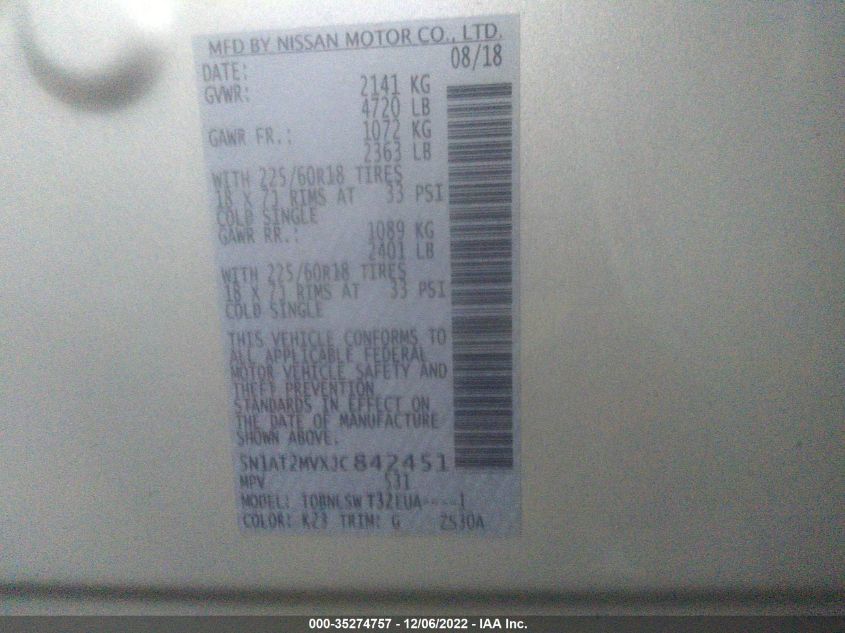 MFD BY NISSAN MOTOR CO., LTD.
DATE: 08/18
GVWR: 2141 KG
4720 LB
GAWR FR.: 1072 KG
2363 LB
WITH 225/60R18 TIRES
18 X 7J RIMS AT 33 PSI
COLD SINGLE
GAWR RR.: 1089 KG
2401 LB
WITH 225/60R18 TIRES
18 X 7J RIMS AT 33 PSI
COLD SINGLE
THIS VEHICLE CONFORMS TO
ALL APPLICABLE FEDERAL
MOTOR VEHICLE SAFETY AND
THEFT PREVENTION
STANDARDS IN EFFECT ON
THE DATE OF MANUFACTURE
SHOWN ABOVE.
5N1AT2MVXJC842451
MPV
MODEL:
COLOR: K23 TRIM: G
000-35274757 - 12/06/2022 - IAA Inc.